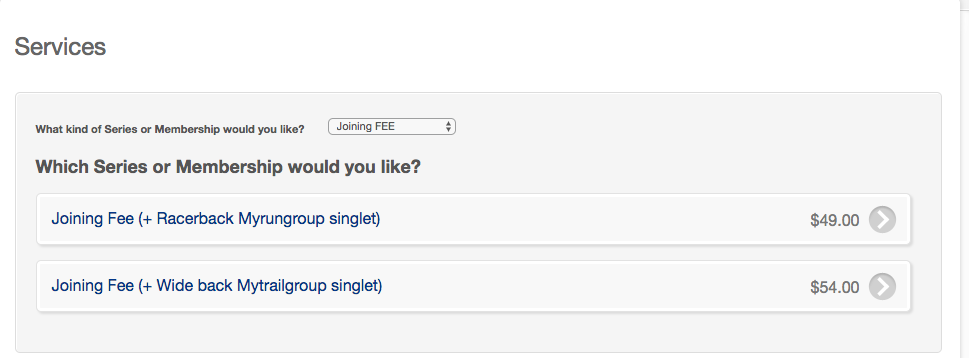 Services
What kind of Series or Membership would you like? Joining FEE
Which Series or Membership would you like?
Joining Fee (+ Racerback Myrungroup singlet) $49.00
Joining Fee (+ Wide back Mytrailgroup singlet) $54.00